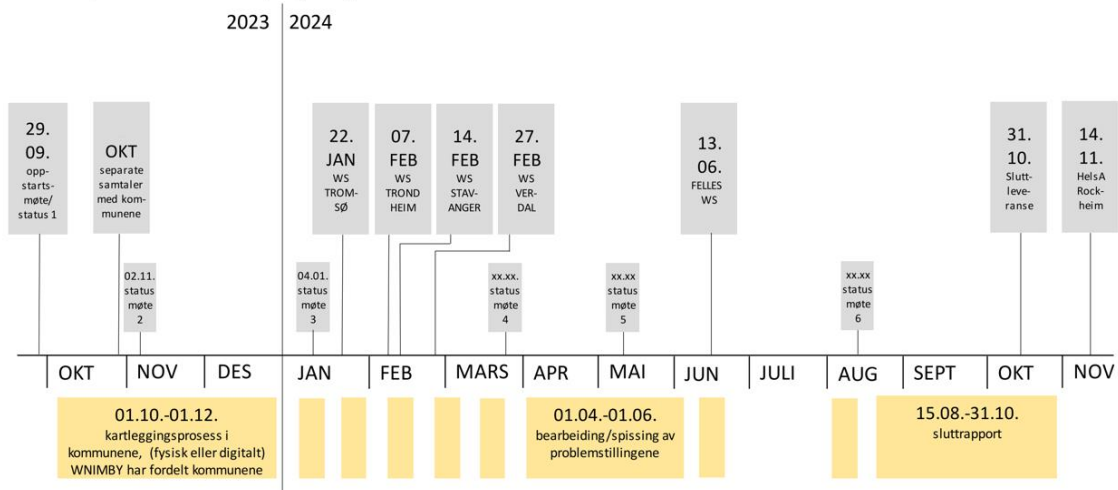 2023
2024
29.
09.
opp-
starts-
møte/
status 1
OKT
separate
samtaler
med kom-
munene
22.
JAN
WS
TROM-
SØ
07.
FEB
WS
TROND
HEIM
14.
FEB
WS
STAV-
ANGER
27.
FEB
WS
VER-
DAL
13.
06.
FELLES
WS
31.
10.
Slutt-
leve-
ranse
14.
11.
HelsA
Rock-
heim
02.11.
status
møte
2
04.01.
status
møte
3
xx.xx.
status
møte
4
xx.xx
status
møte
5
xx.xx
status
møte
6
OKT
NOV
DES
JAN
FEB
MARS
APR
MAI
JUN
JULI
AUG
SEPT
OKT
NOV
01.10.-01.12.
kartleggingsprosess i
kommunene, (fysisk eller digitalt)
WNIMBY har fordelt kommunene
01.04.-01.06.
bearbeiding/spissing av
problemstillingene
15.08.-31.10.
sluttrapport